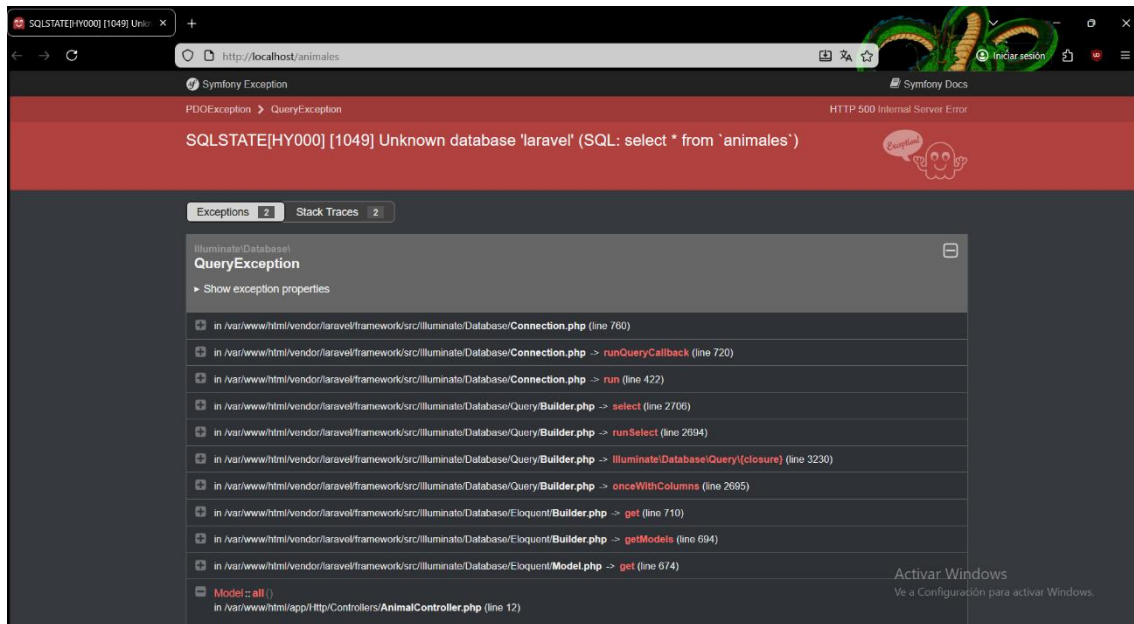 SQLSTATE[HY000] [1049] Unkn
http://localhost/animales
Iniciar sesión
Symfony Exception
Symfony Docs
PDOException QueryException
HTTP 500 Internal Server Error
SQLSTATE[HY000] [1049] Unknown database 'laravel' (SQL: select * from `animales`)
Exception!
Exceptions 2
Stack Traces 2
Illuminate\Database\
QueryException
Show exception properties
in /var/www/html/vendor/laravel/framework/src/Illuminate/Database/Connection.php (line 760)
in /var/www/html/vendor/laravel/framework/src/Illuminate/Database/Connection.php -> runQueryCallback (line 720)
in /var/www/html/vendor/laravel/framework/src/Illuminate/Database/Connection.php -> run (line 422)
in /var/www/html/vendor/laravel/framework/src/Illuminate/Database/Query/Builder.php -> select (line 2706)
in /var/www/html/vendor/laravel/framework/src/Illuminate/Database/Query/Builder.php -> runSelect (line 2694)
in /var/www/html/vendor/laravel/framework/src/Illuminate/Database/Query/Builder.php -> Illuminate\Database\Query\{closure} (line 3230)
in /var/www/html/vendor/laravel/framework/src/Illuminate/Database/Query/Builder.php -> onceWithColumns (line 2695)
in /var/www/html/vendor/laravel/framework/src/Illuminate/Database/Eloquent/Builder.php -> get (line 710)
in /var/www/html/vendor/laravel/framework/src/Illuminate/Database/Eloquent/Builder.php -> getModels (line 694)
in /var/www/html/vendor/laravel/framework/src/Illuminate/Database/Eloquent/Model.php -> get (line 674)
Model::all()
in /var/www/html/app/Http/Controllers/AnimalController.php (line 12)
Activar Windows
Ve a Configuración para activar Windows.